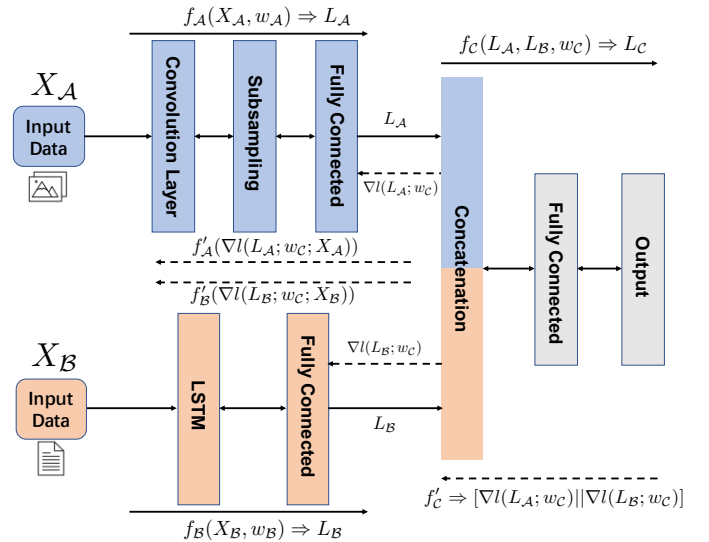 f_𝒜(X_𝒜, w_𝒜) ⇒ L_𝒜
f_𝒞(L_𝒜, L_ℬ, w_𝒞) ⇒ L_𝒞
X_𝒜
Input
Data
Convolution Layer
Subsampling
Fully Connected
L_𝒜
∇l(L_𝒜; w_𝒞)
f′_𝒜(∇l(L_𝒜; w_𝒞; X_𝒜))
f′_ℬ(∇l(L_ℬ; w_𝒞; X_ℬ))
Concatenation
Fully Connected
Output
X_ℬ
Input
Data
LSTM
Fully Connected
∇l(L_ℬ; w_𝒞)
L_ℬ
f_ℬ(X_ℬ, w_ℬ) ⇒ L_ℬ
f′_𝒞 ⇒ [∇l(L_𝒜; w_𝒞)||∇l(L_ℬ; w_𝒞)]